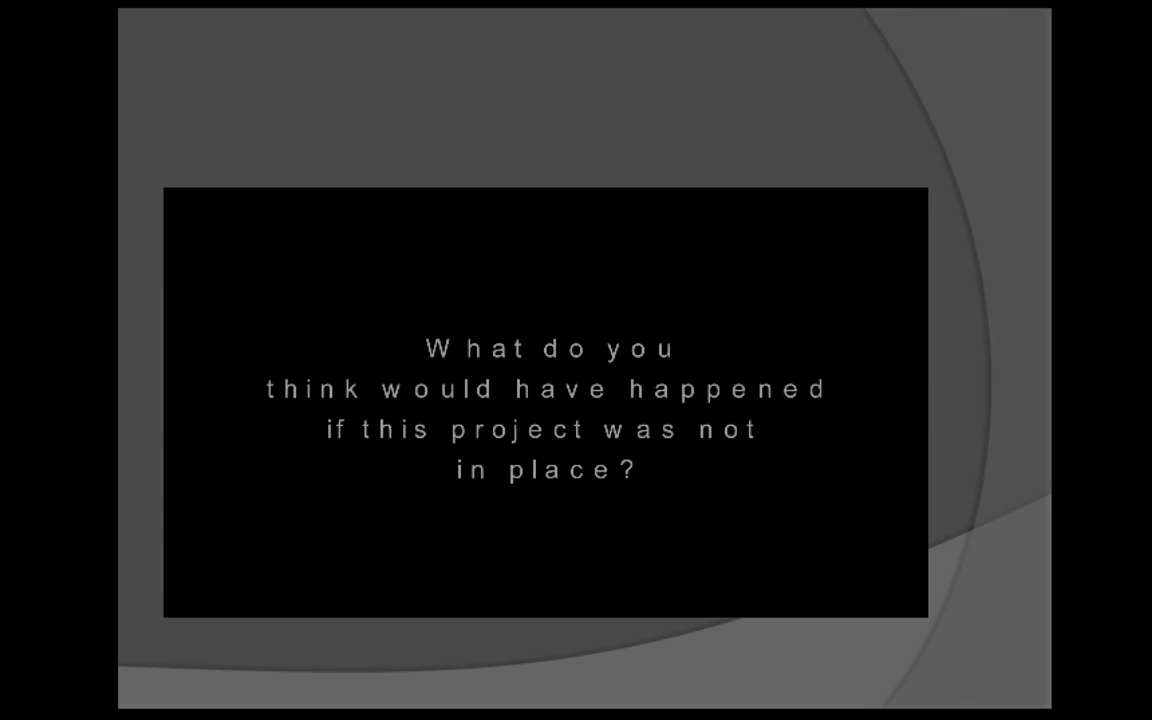 What do you
think would have happened
if this project was not
in place?